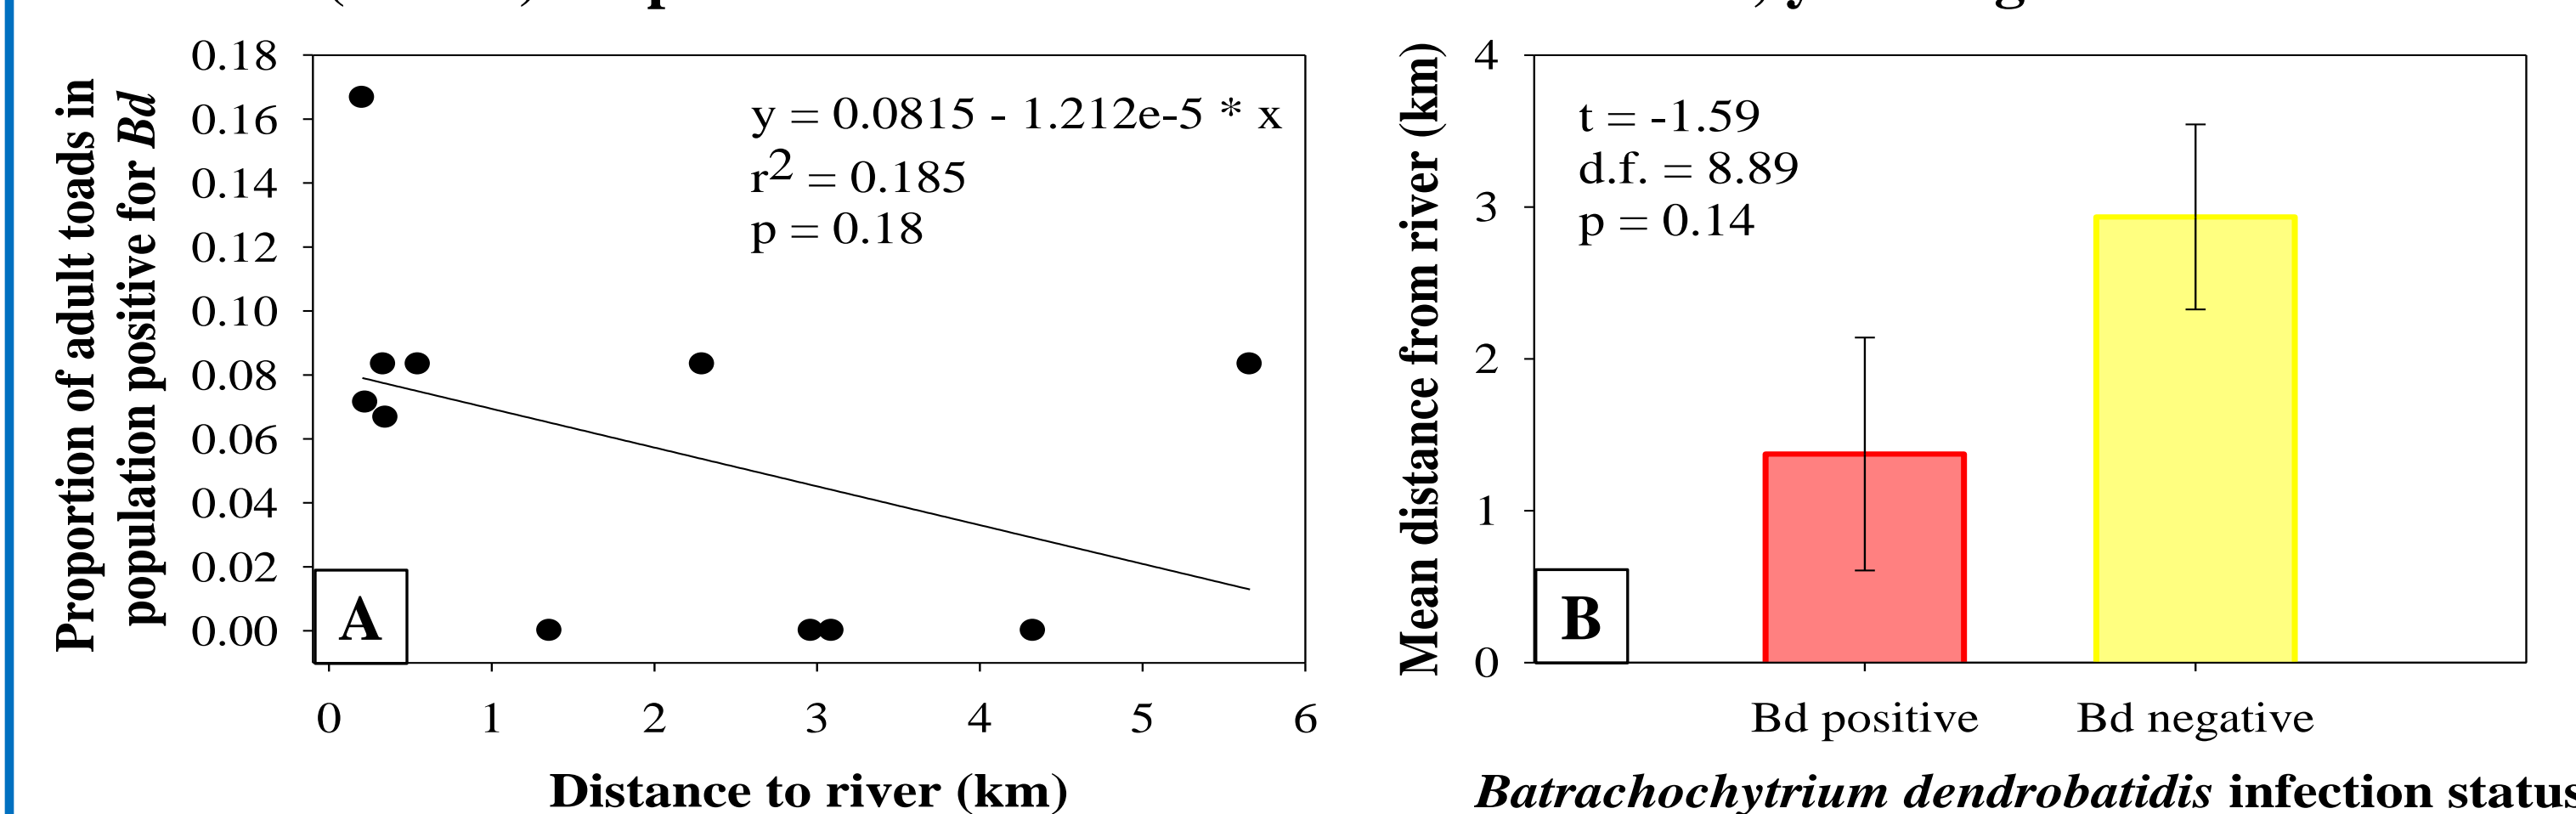 Proportion of adult toads in
population positive for Bd
0.18
0.16
0.14
0.12
0.10
0.08
0.06
0.04
0.02
0.00
y = 0.0815 - 1.212e-5 * x
r2 = 0.185
p = 0.18
A
0 1 2 3 4 5 6
Distance to river (km)
Mean distance from river (km)
4
3
2
1
0
t = -1.59
d.f. = 8.89
p = 0.14
B
Bd positive Bd negative
Batrachochytrium dendrobatidis infection status